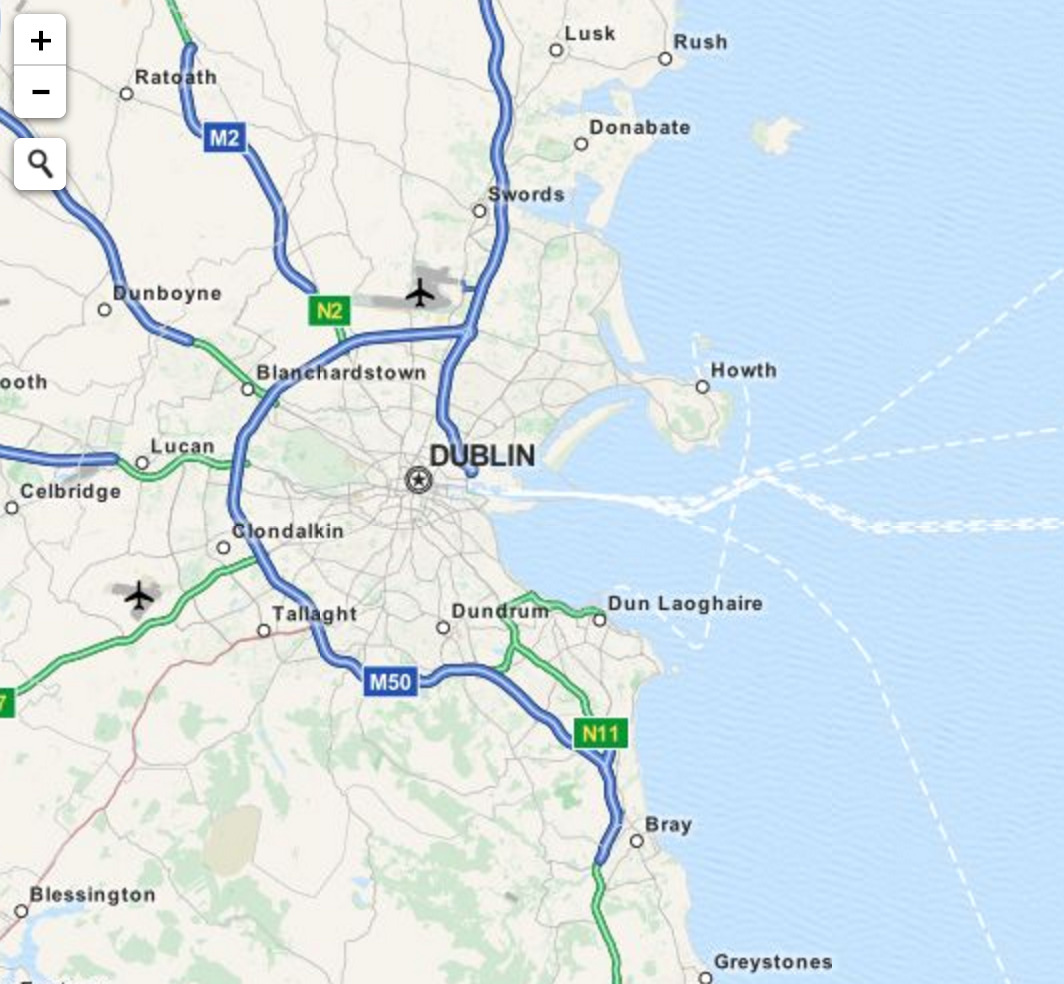 +
Lusk
Rush
Ratoath
−
Donabate
M2
Swords
Dunboyne
N2
Blanchardstown
Howth
ooth
Lucan
DUBLIN
Celbridge
Clondalkin
Dun Laoghaire
Dundrum
Tallaght
M50
7
N11
Bray
Blessington
Greystones